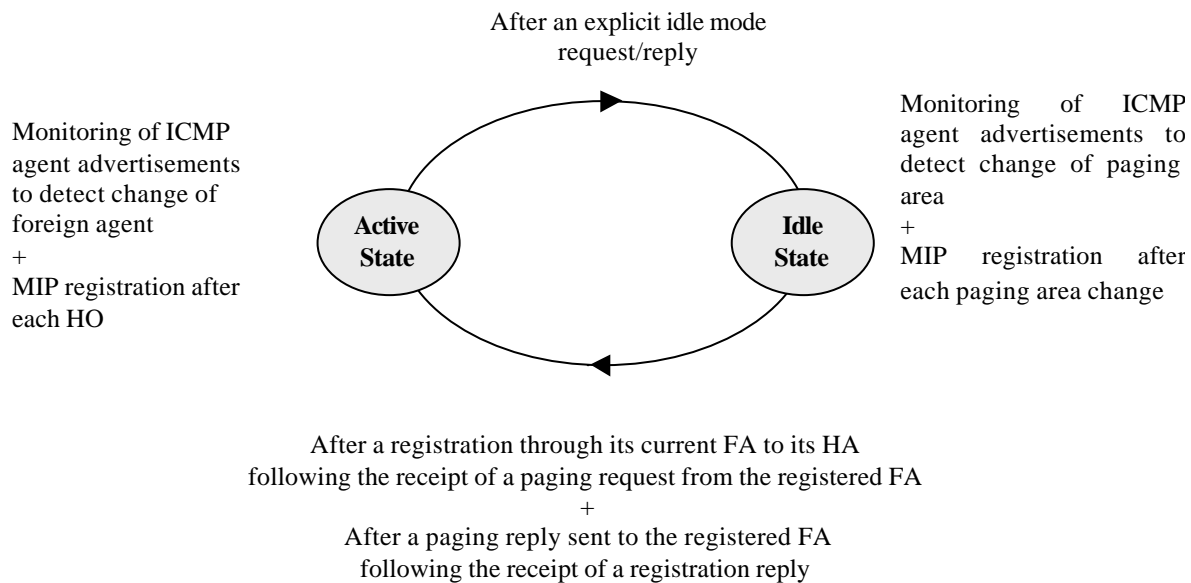 After an explicit idle mode
request/reply
Monitoring of ICMP
agent advertisements
to detect change of
foreign agent
+
MIP registration after
each HO
Active
State
Idle
State
Monitoring of ICMP
agent advertisements to
detect change of paging
area
+
MIP registration after
each paging area change
After a registration through its current FA to its HA
following the receipt of a paging request from the registered FA
+
After a paging reply sent to the registered FA
following the receipt of a registration reply